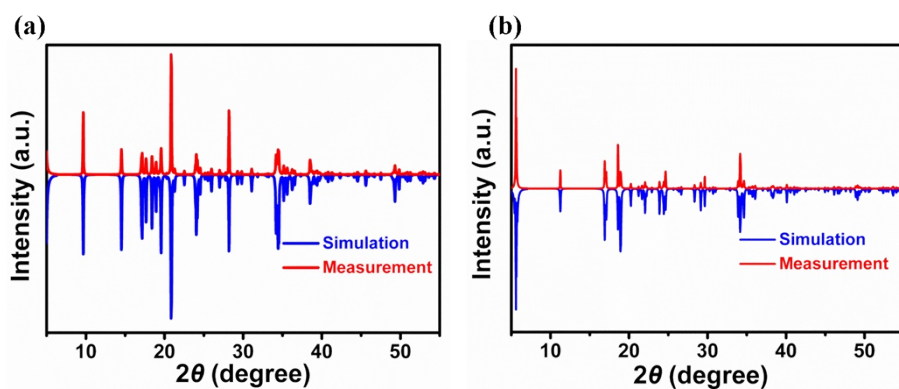 (a)
Intensity (a.u.)
Simulation
Measurement
10 20 30 40 50
2θ (degree)
(b)
Intensity (a.u.)
Simulation
Measurement
10 20 30 40 50
2θ (degree)